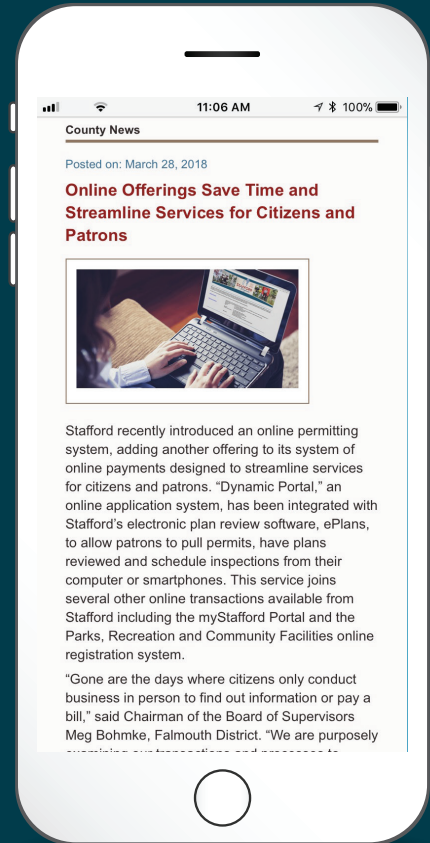 11:06 AM
100%
County News
Posted on: March 28, 2018
Online Offerings Save Time and
Streamline Services for Citizens and
Patrons
Stafford recently introduced an online permitting
system, adding another offering to its system of
online payments designed to streamline services
for citizens and patrons. “Dynamic Portal,” an
online application system, has been integrated with
Stafford’s electronic plan review software, ePlans,
to allow patrons to pull permits, have plans
reviewed and schedule inspections from their
computer or smartphones. This service joins
several other online transactions available from
Stafford including the myStafford Portal and the
Parks, Recreation and Community Facilities online
registration system.
“Gone are the days where citizens only conduct
business in person to find out information or pay a
bill,” said Chairman of the Board of Supervisors
Meg Bohmke, Falmouth District. “We are purposely